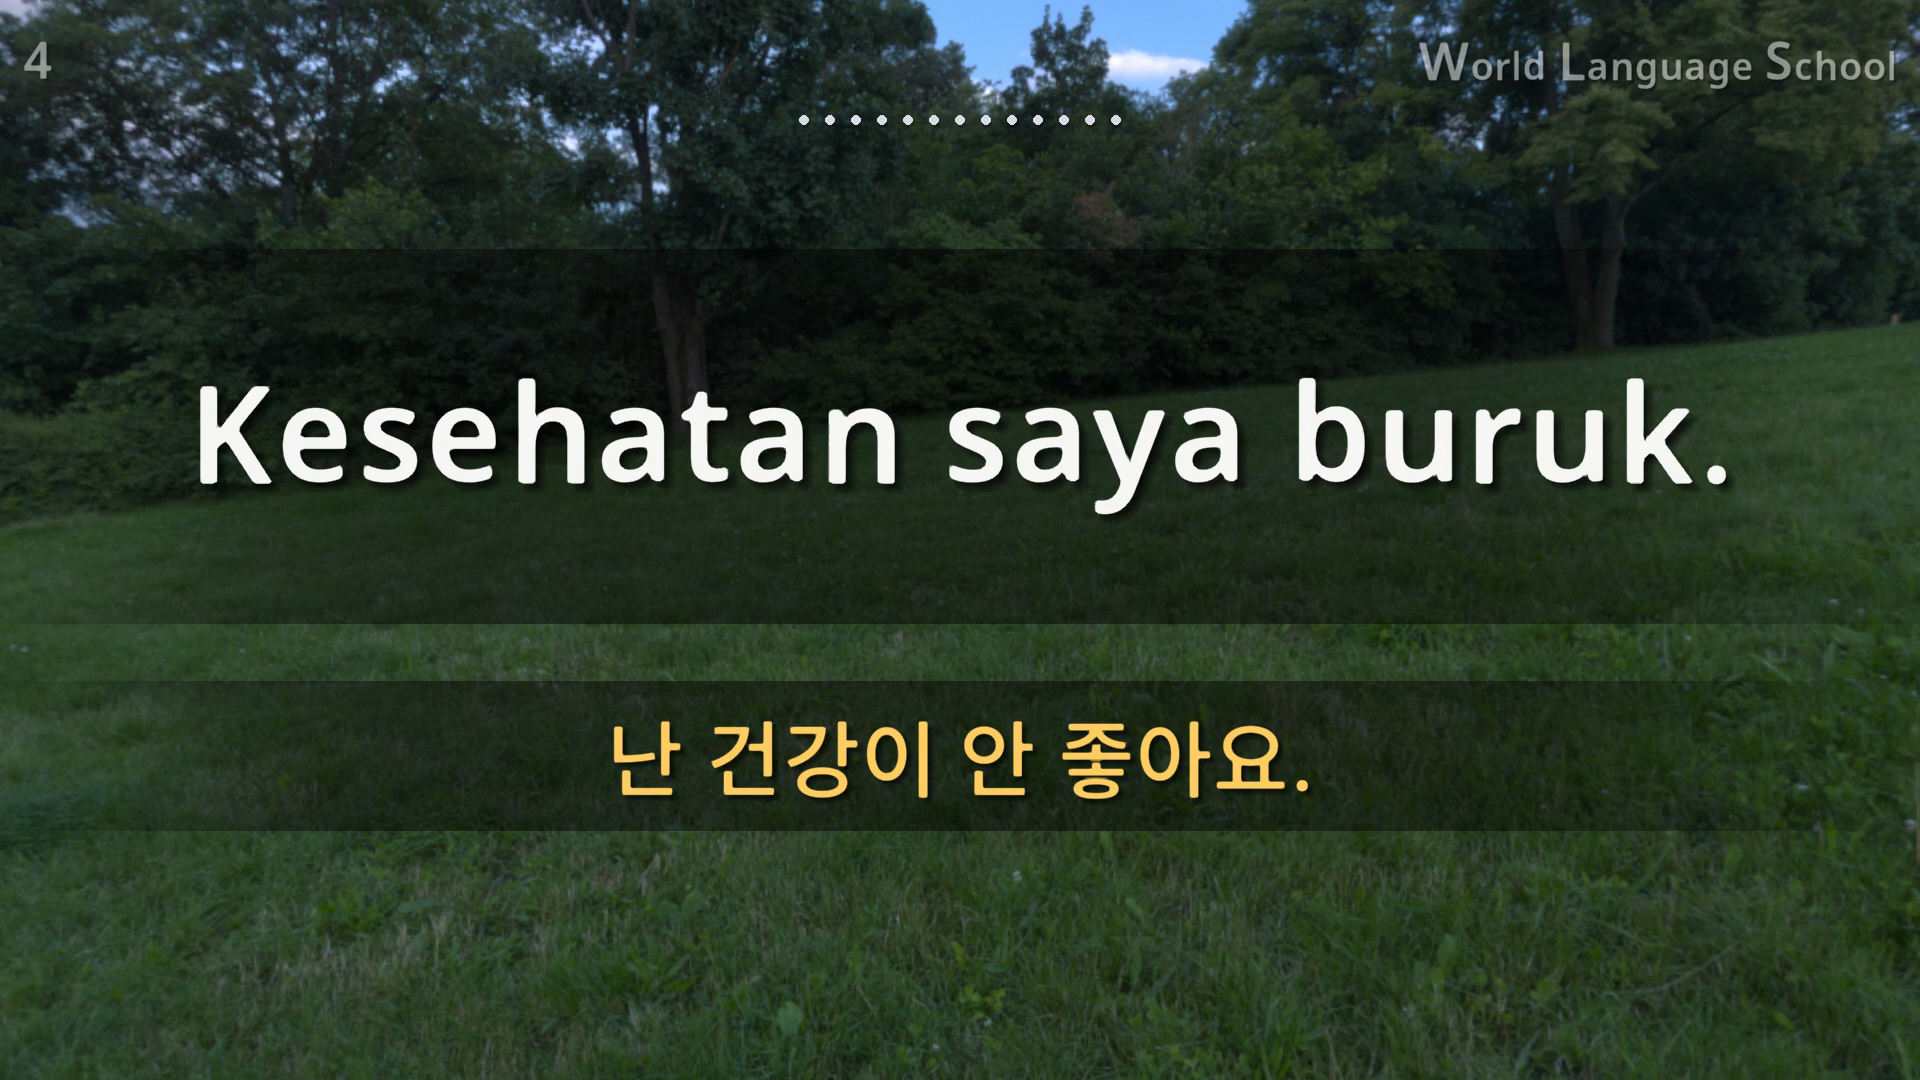 4
World Language School
Kesehatan saya buruk.
난 건강이 안 좋아요.